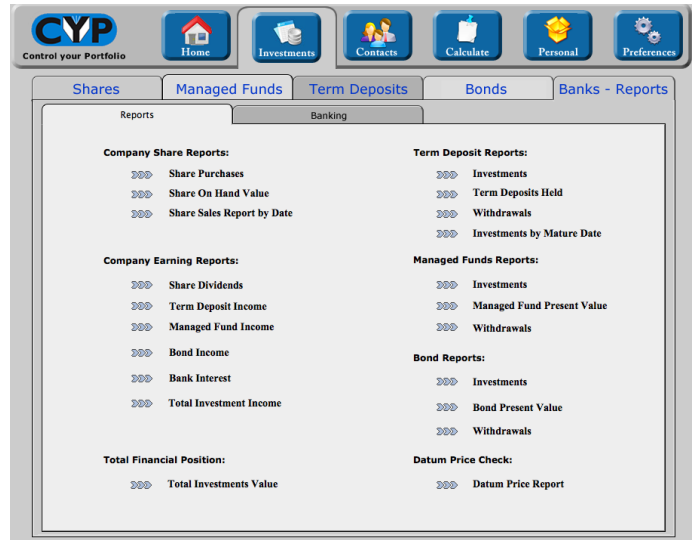 CYP
Control your Portfolio
Home
Investments
Contacts
Calculate
Personal
Preferences
Shares
Managed Funds
Term Deposits
Bonds
Banks - Reports
Reports
Banking
Company Share Reports:
Share Purchases
Share On Hand Value
Share Sales Report by Date
Company Earning Reports:
Share Dividends
Term Deposit Income
Managed Fund Income
Bond Income
Bank Interest
Total Investment Income
Total Financial Position:
Total Investments Value
Term Deposit Reports:
Investments
Term Deposits Held
Withdrawals
Investments by Mature Date
Managed Funds Reports:
Investments
Managed Fund Present Value
Withdrawals
Bond Reports:
Investments
Bond Present Value
Withdrawals
Datum Price Check:
Datum Price Report